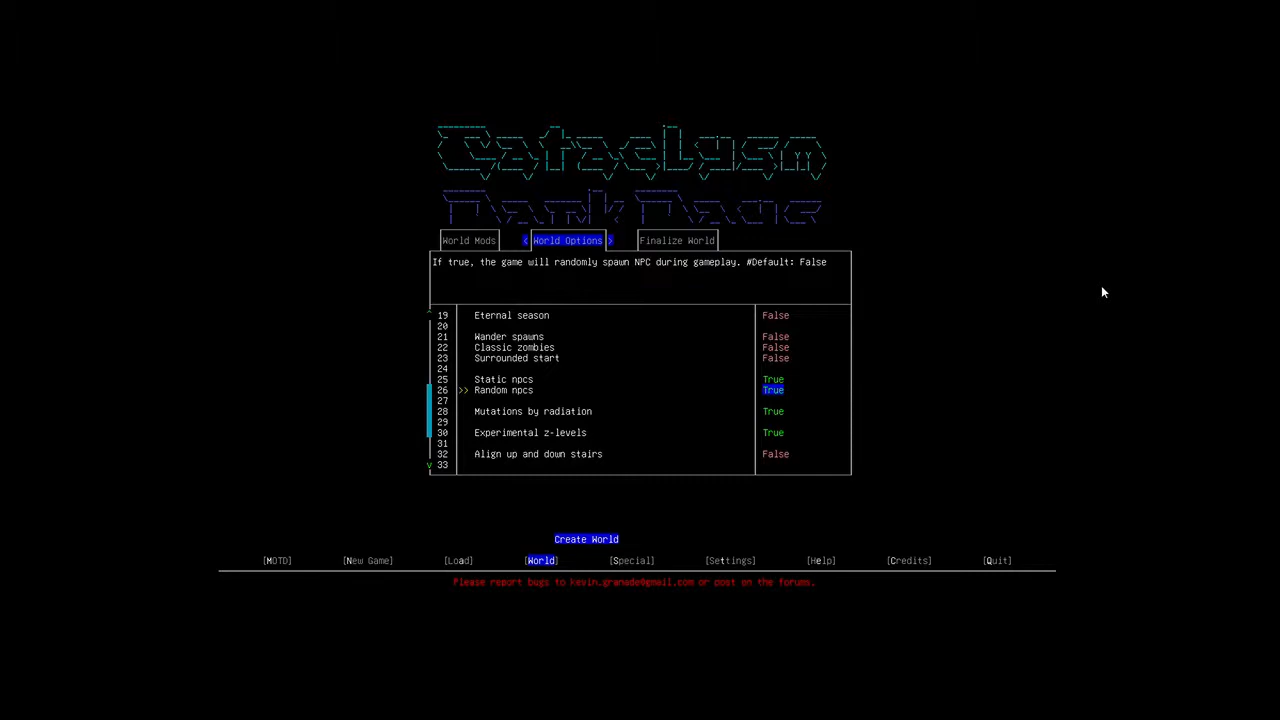 Cataclysm
Dark Days
World Mods < World Options > Finalize World
If true, the game will randomly spawn NPC during gameplay. #Default: False
^ 19 Eternal season False
20
21 Wander spawns False
22 Classic zombies False
23 Surrounded start False
24
25 Static npcs True
26 >> Random npcs True
27
28 Mutations by radiation True
29
30 Experimental z-levels True
31
32 Align up and down stairs False
v 33
Create World
[MOTD] [New Game] [Load] [World] [Special] [Settings] [Help] [Credits] [Quit]
Please report bugs to kevin.granade@gmail.com or post on the forums.